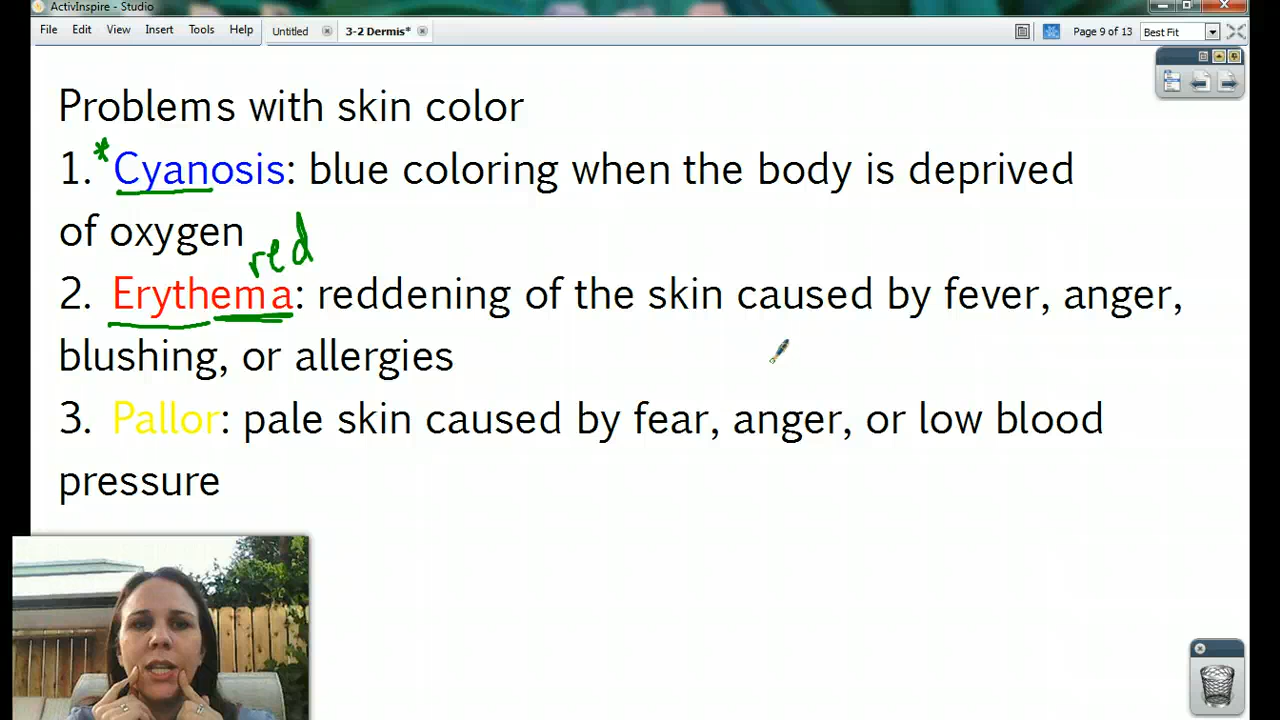 ActivInspire - Studio
File Edit View Insert Tools Help Untitled 3-2 Dermis* Page 9 of 13 Best Fit
Problems with skin color
1. *Cyanosis: blue coloring when the body is deprived
of oxygen
red
2. Erythema: reddening of the skin caused by fever, anger,
blushing, or allergies
3. Pallor: pale skin caused by fear, anger, or low blood
pressure